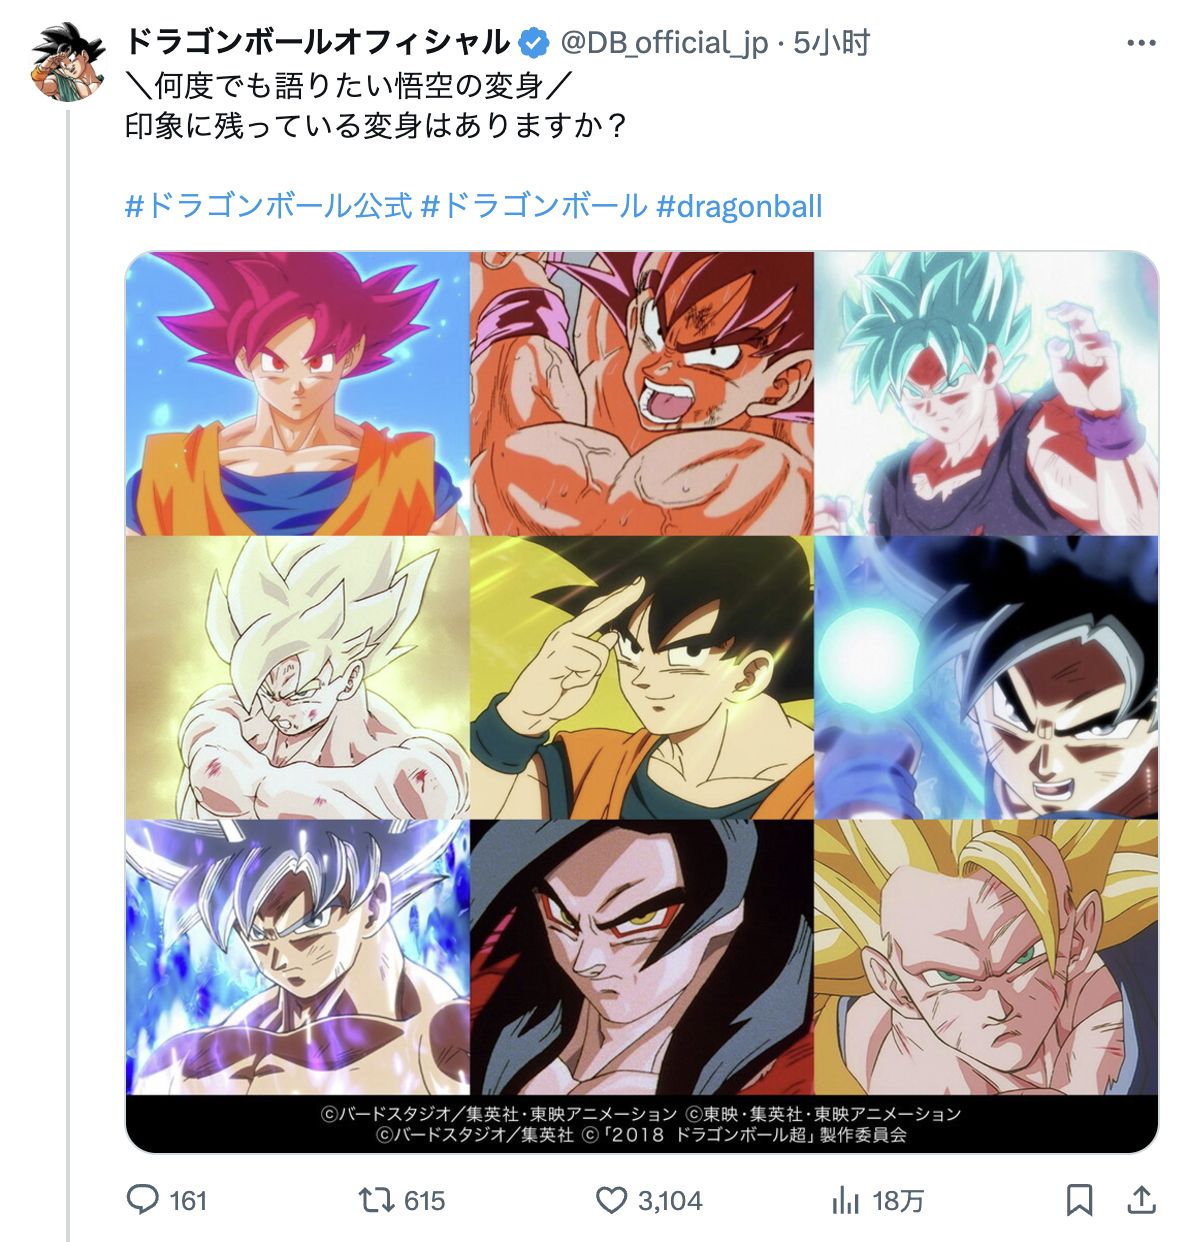 ドラゴンボールオフィシャル @DB_official_jp · 5小时
＼何度でも語りたい悟空の変身／
印象に残っている変身はありますか？
#ドラゴンボール公式 #ドラゴンボール #dragonball
©バードスタジオ／集英社・東映アニメーション ©東映・集英社・東映アニメーション
©バードスタジオ／集英社 ©「2018 ドラゴンボール超」製作委員会
161 615 3,104 18万